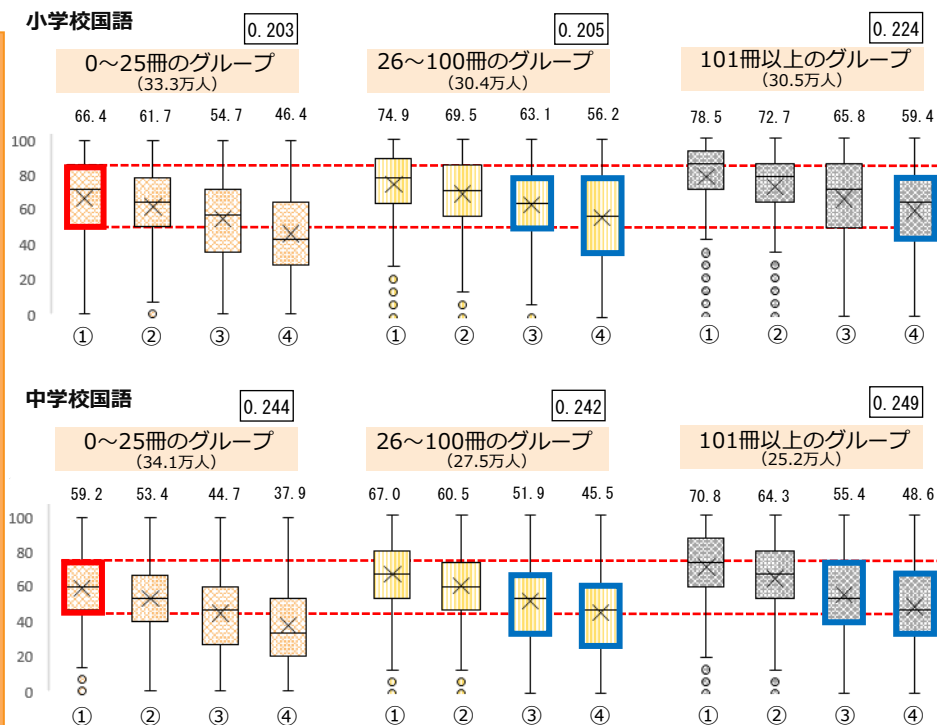 小学校国語
0.203
0.205
0.224
0～25冊のグループ
(33.3万人)
26～100冊のグループ
(30.4万人)
101冊以上のグループ
(30.5万人)
66.4 61.7 54.7 46.4 74.9 69.5 63.1 56.2 78.5 72.7 65.8 59.4
100
80
60
40
20
0
① ② ③ ④ ① ② ③ ④ ① ② ③ ④
中学校国語
0.244
0.242
0.249
0～25冊のグループ
(34.1万人)
26～100冊のグループ
(27.5万人)
101冊以上のグループ
(25.2万人)
59.2 53.4 44.7 37.9 67.0 60.5 51.9 45.5 70.8 64.3 55.4 48.6
100
80
60
40
20
0
① ② ③ ④ ① ② ③ ④ ① ② ③ ④